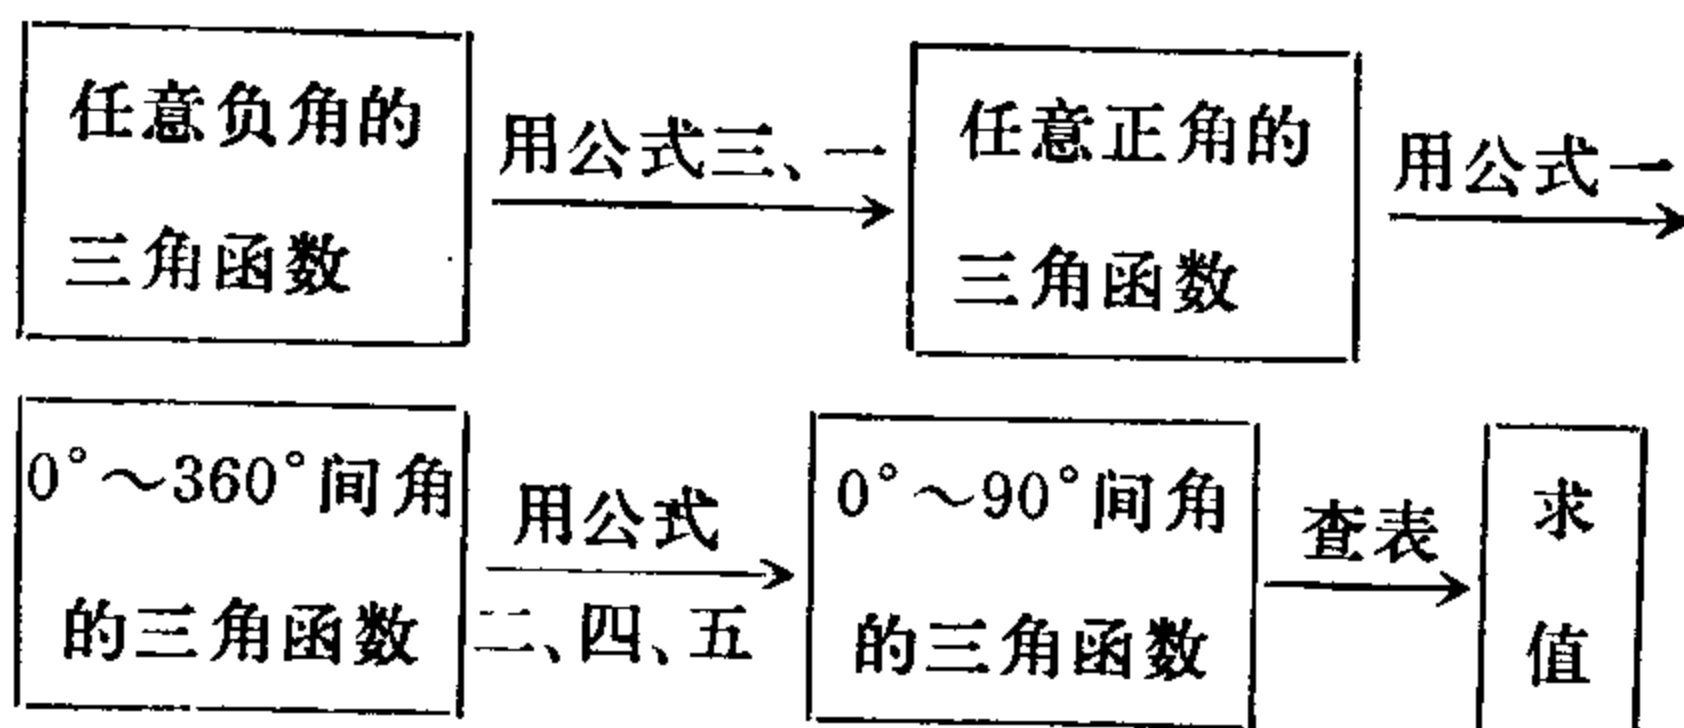 任意负角的
三角函数
用公式三、一
任意正角的
三角函数
用公式一
0°～360°间角
的三角函数
用公式
二、四、五
0°～90°间角
的三角函数
查表
求
值